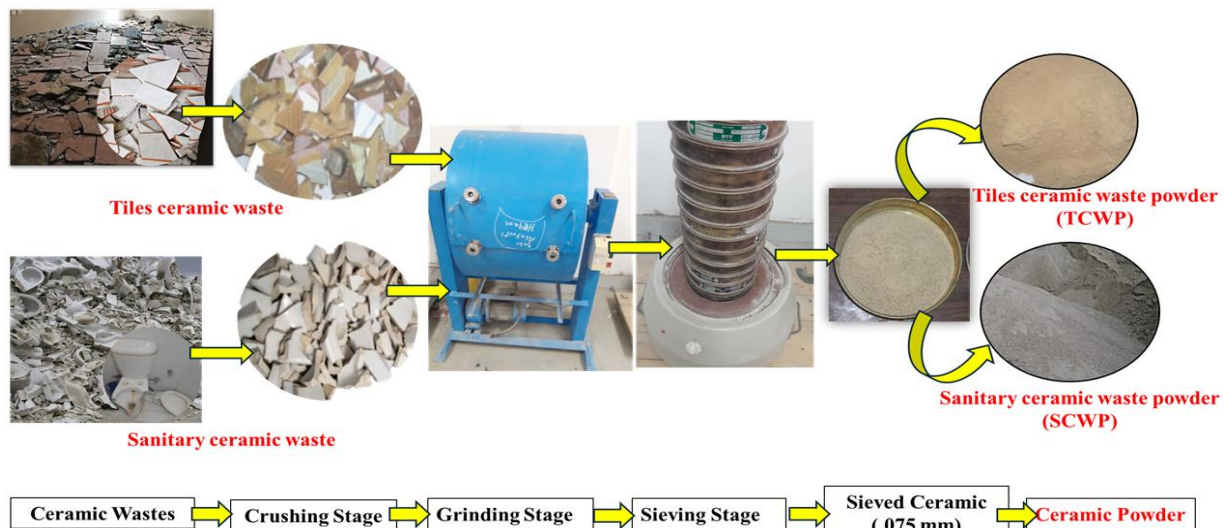 Tiles ceramic waste
Tiles ceramic waste powder
(TCWP)
Sanitary ceramic waste powder
(SCWP)
Sanitary ceramic waste
Ceramic Wastes
Crushing Stage
Grinding Stage
Sieving Stage
Sieved Ceramic
(.075 mm)
Ceramic Powder